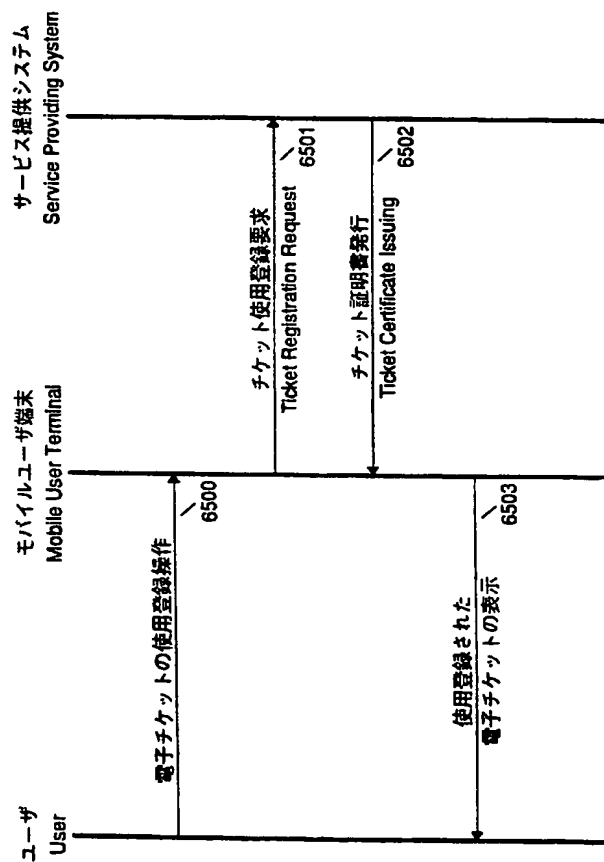 ユーザ
User
モバイルユーザ端末
Mobile User Terminal
サービス提供システム
Service Providing System
電子チケットの使用登録操作
6500
チケット使用登録要求
Ticket Registration Request
6501
チケット証明書発行
Ticket Certificate Issuing
6502
使用登録された
電子チケットの表示
6503